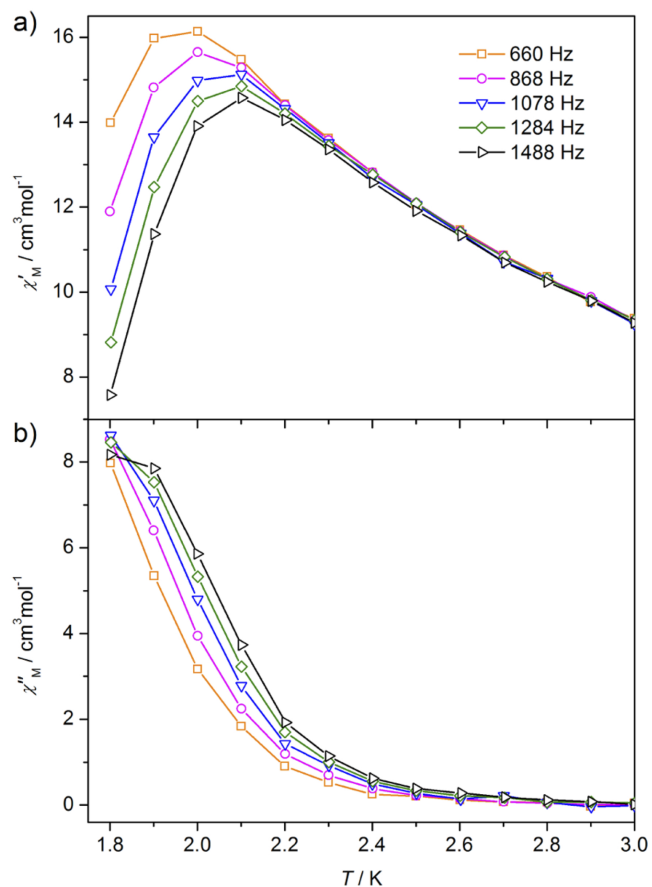 a)
16
14
12
10
8
χ′M / cm³mol⁻¹
660 Hz
868 Hz
1078 Hz
1284 Hz
1488 Hz
b)
8
6
4
2
0
χ″M / cm³mol⁻¹
1.8 2.0 2.2 2.4 2.6 2.8 3.0
T / K